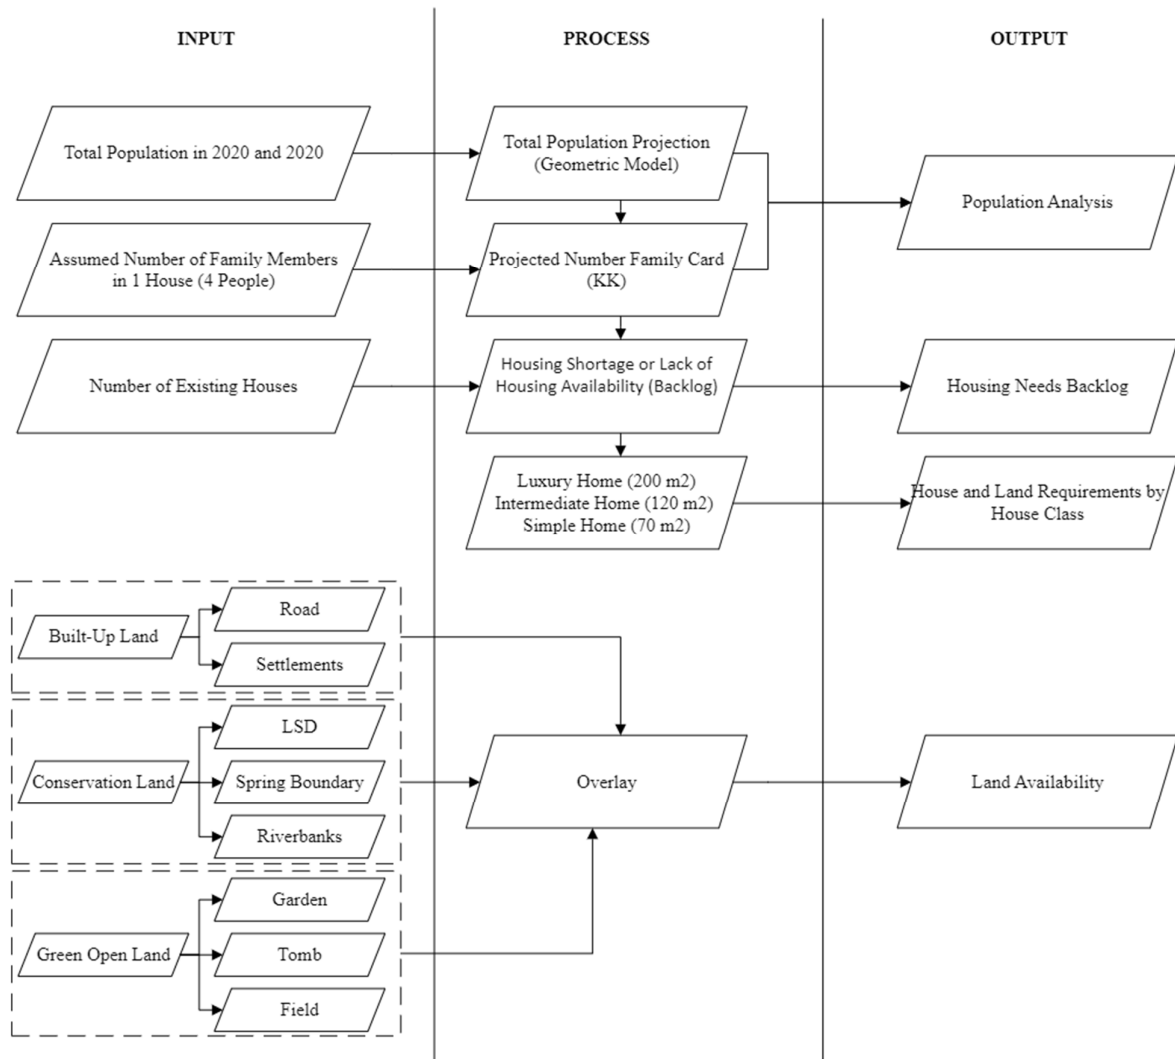 INPUT
PROCESS
OUTPUT
Total Population in 2020 and 2020
Total Population Projection
(Geometric Model)
Population Analysis
Assumed Number of Family Members
in 1 House (4 People)
Projected Number Family Card
(KK)
Number of Existing Houses
Housing Shortage or Lack of
Housing Availability (Backlog)
Housing Needs Backlog
Luxury Home (200 m2)
Intermediate Home (120 m2)
Simple Home (70 m2)
House and Land Requirements by
House Class
Built-Up Land
Road
Settlements
Conservation Land
LSD
Spring Boundary
Riverbanks
Overlay
Land Availability
Green Open Land
Garden
Tomb
Field